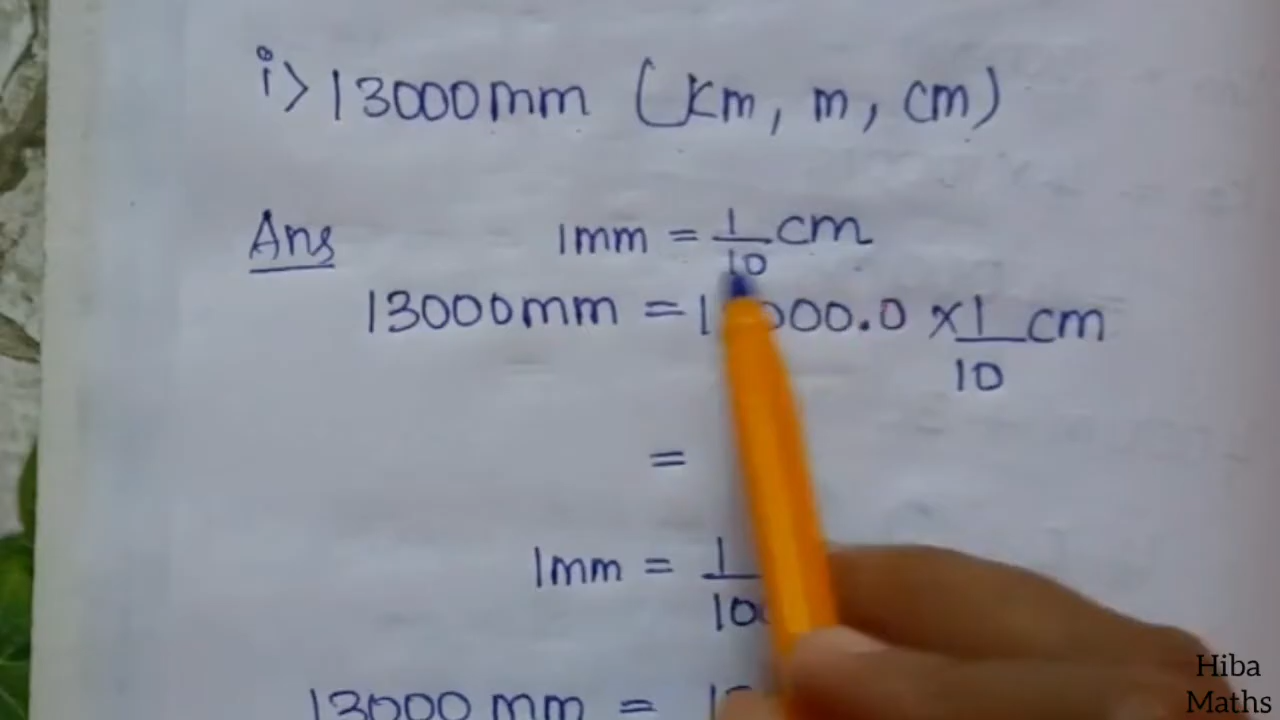 i> 13000mm (Km, m, cm)
Ans 1mm = 1/10 cm
13000mm = 1 000.0 × 1/10 cm
=
1mm = 1
13000 mm =
Hiba
Maths